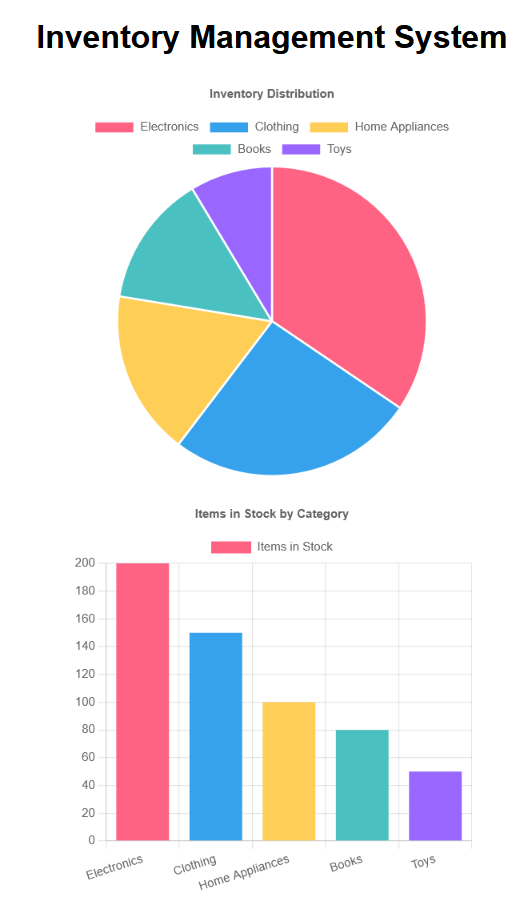 Inventory Management System
Inventory Distribution
Electronics Clothing Home Appliances
Books Toys
Items in Stock by Category
Items in Stock
200
180
160
140
120
100
80
60
40
20
0
Electronics Clothing Home Appliances Books Toys